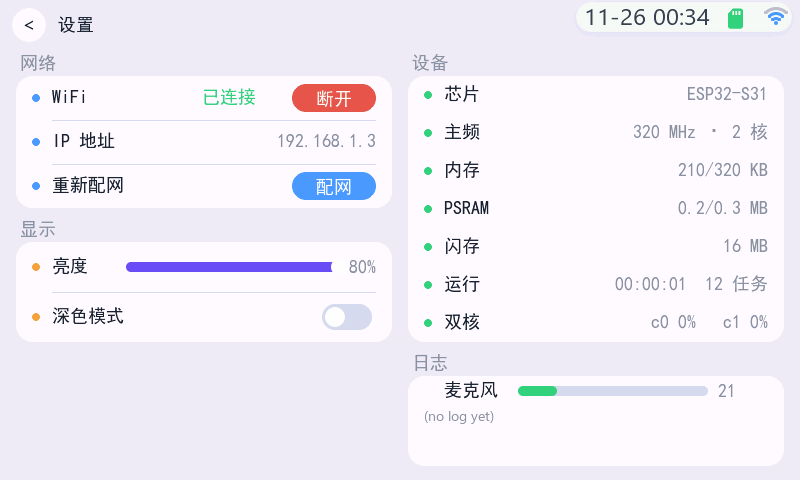 < 设置
11-26 00:34
网络
WiFi 已连接 断开
IP 地址 192.168.1.3
重新配网 配网
显示
亮度 80%
深色模式
设备
芯片 ESP32-S31
主频 320 MHz · 2 核
内存 210/320 KB
PSRAM 0.2/0.3 MB
闪存 16 MB
运行 00:00:01 12 任务
双核 c0 0% c1 0%
日志
麦克风 21
(no log yet)